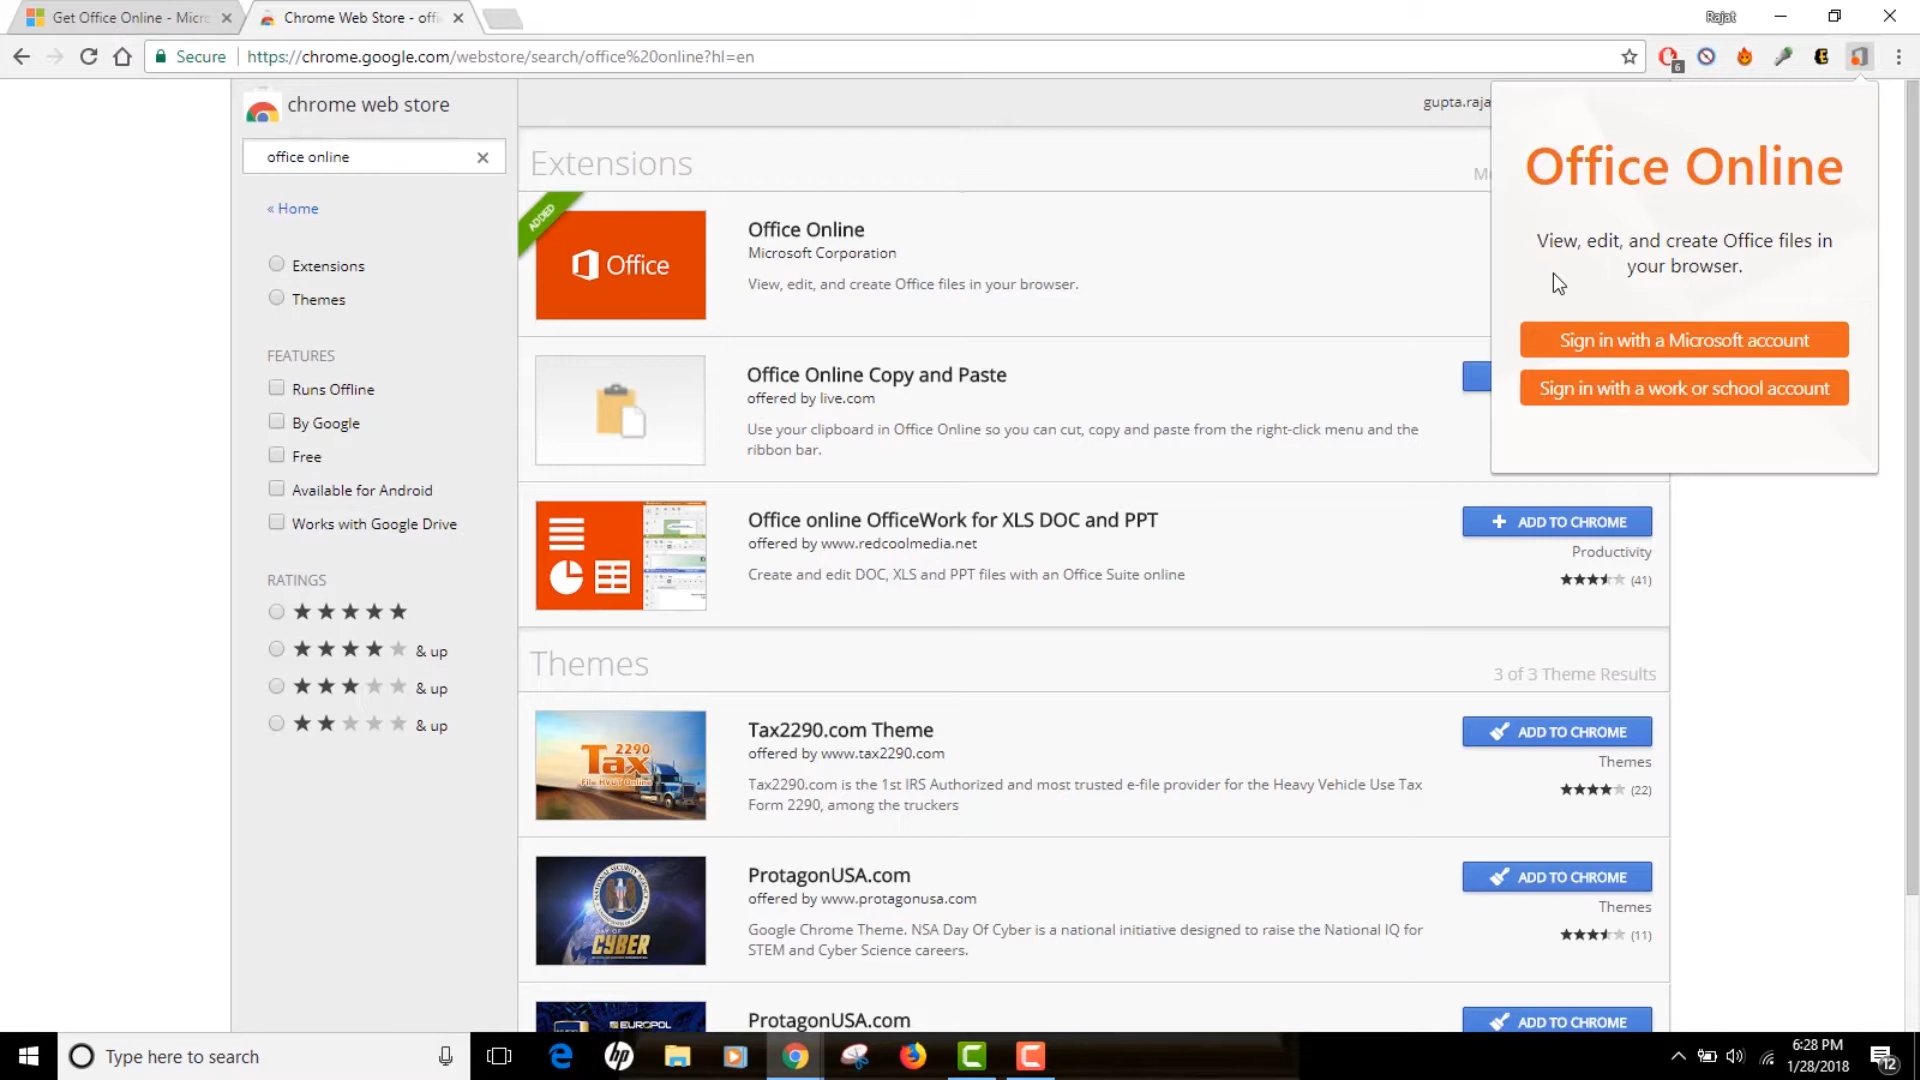 Get Office Online - Micr
Chrome Web Store - offi
Rajat
Secure
https://chrome.google.com/webstore/search/office%20online?hl=en
6
chrome web store
gupta.raja
office online
« Home
Extensions
Themes
FEATURES
Runs Offline
By Google
Free
Available for Android
Works with Google Drive
RATINGS
& up
& up
& up
Extensions
ADDED
Office
Office Online
Microsoft Corporation
View, edit, and create Office files in your browser.
Office Online Copy and Paste
offered by live.com
Use your clipboard in Office Online so you can cut, copy and paste from the right-click menu and the
ribbon bar.
Office online OfficeWork for XLS DOC and PPT
offered by www.redcoolmedia.net
Create and edit DOC, XLS and PPT files with an Office Suite online
ADD TO CHROME
Productivity
(41)
Themes
3 of 3 Theme Results
2290
Tax
File HVUT Online
Tax2290.com Theme
offered by www.tax2290.com
Tax2290.com is the 1st IRS Authorized and most trusted e-file provider for the Heavy Vehicle Use Tax
Form 2290, among the truckers
ADD TO CHROME
Themes
(22)
DAY OF
CYBER
ProtagonUSA.com
offered by www.protagonusa.com
Google Chrome Theme. NSA Day Of Cyber is a national initiative designed to raise the National IQ for
STEM and Cyber Science careers.
ADD TO CHROME
Themes
(11)
EUROPOL
ProtagonUSA.com
ADD TO CHROME
Office Online
View, edit, and create Office files in
your browser.
Sign in with a Microsoft account
Sign in with a work or school account
Type here to search
6:28 PM
1/28/2018
12